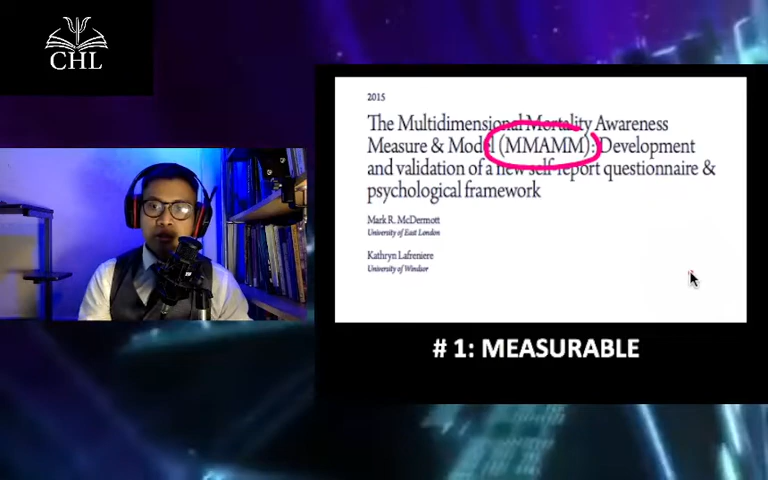 CHL
2015
The Multidimensional Mortality Awareness
Measure & Model (MMAMM): Development
and validation of a new self-report questionnaire &
psychological framework
Mark R. McDermott
University of East London
Kathryn Lafreniere
University of Windsor
# 1: MEASURABLE